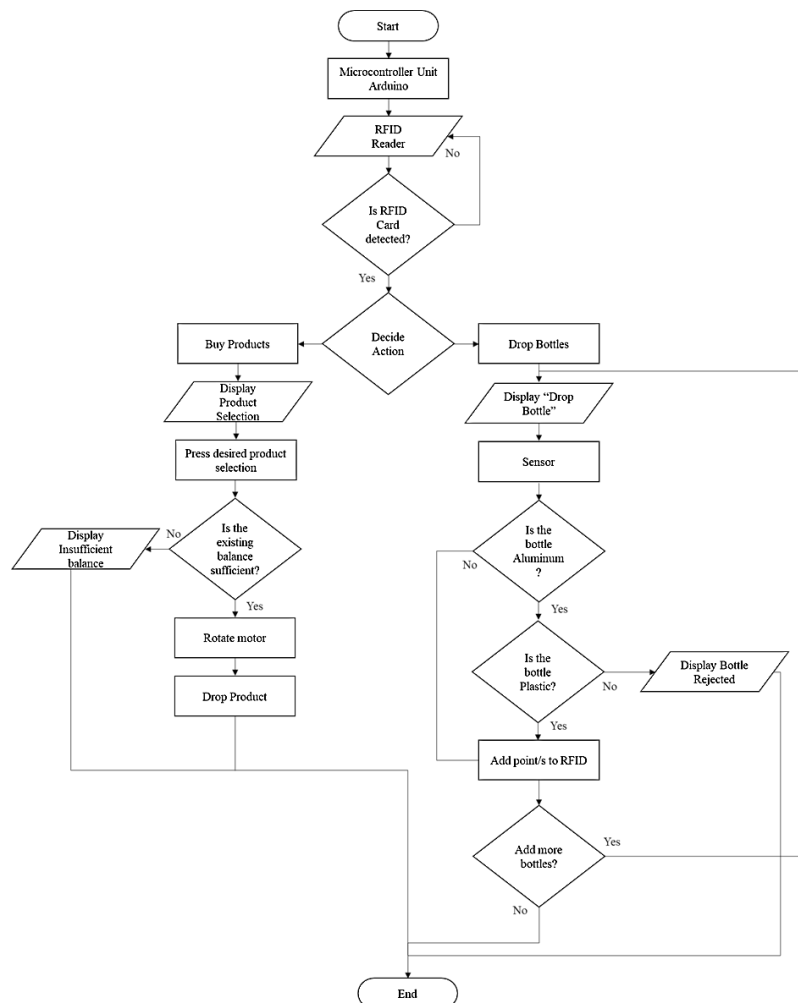 Start
Microcontroller Unit
Arduino
RFID
Reader
No
Is RFID
Card
detected?
Yes
Decide
Action
Buy Products
Drop Bottles
Display
Product
Selection
Display “Drop
Bottle”
Press desired product
selection
Sensor
Is the
existing
balance
sufficient?
No
Display
Insufficient
balance
Yes
Is the
bottle
Aluminum
?
No
Yes
Rotate motor
Is the
bottle
Plastic?
No
Display Bottle
Rejected
Drop Product
Yes
Add point/s to RFID
Add more
bottles?
Yes
No
End